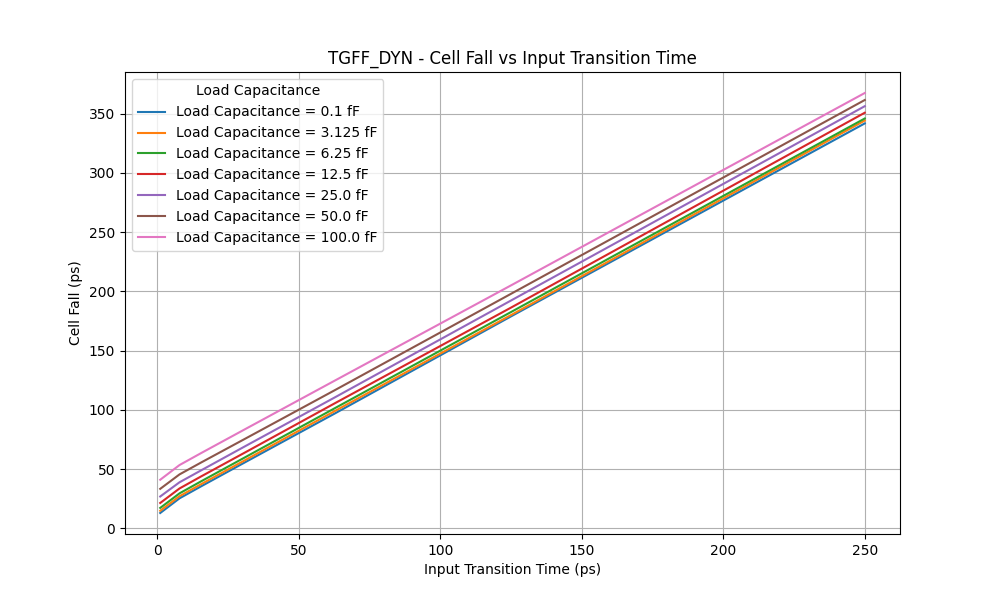 TGFF_DYN - Cell Fall vs Input Transition Time
Load Capacitance
Load Capacitance = 0.1 fF
Load Capacitance = 3.125 fF
Load Capacitance = 6.25 fF
Load Capacitance = 12.5 fF
Load Capacitance = 25.0 fF
Load Capacitance = 50.0 fF
Load Capacitance = 100.0 fF
Cell Fall (ps)
350
300
250
200
150
100
50
0
0 50 100 150 200 250
Input Transition Time (ps)